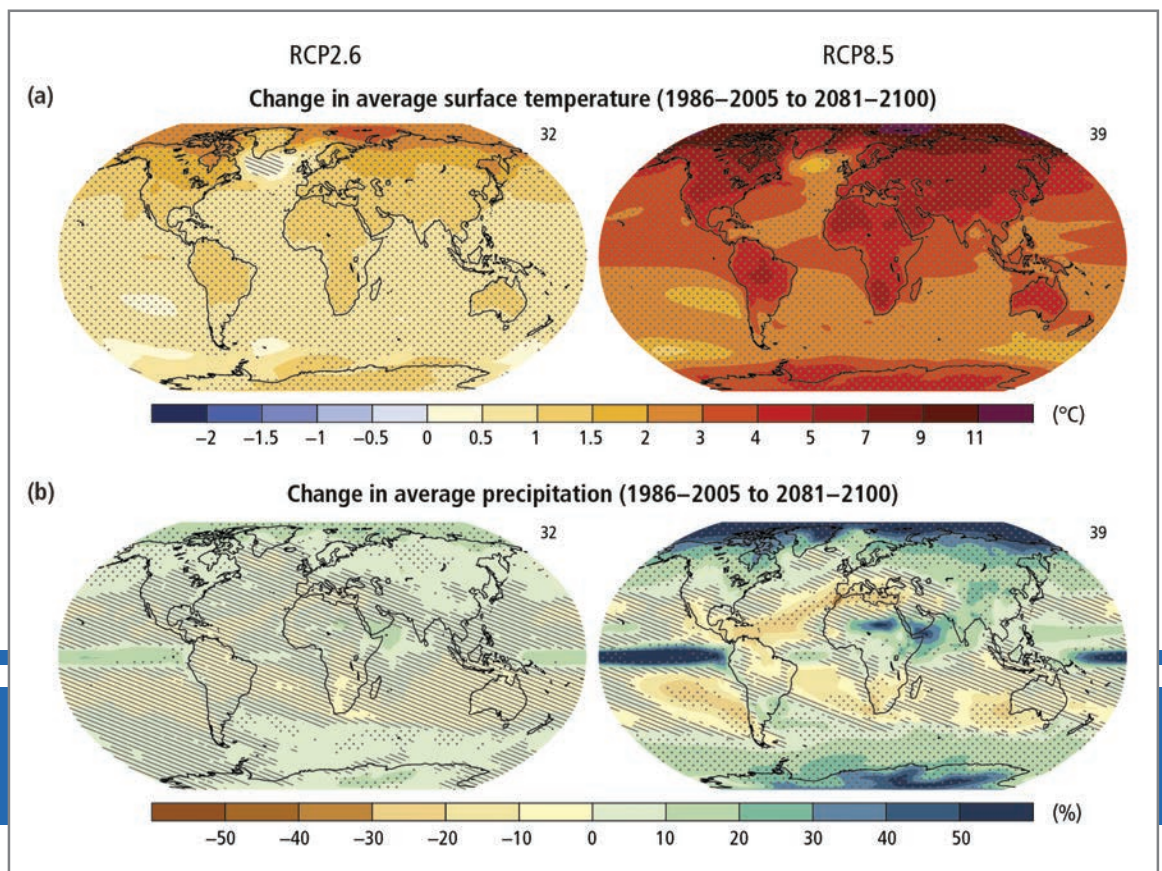 RCP2.6 RCP8.5
(a) Change in average surface temperature (1986–2005 to 2081–2100)
32 39
−2 −1.5 −1 −0.5 0 0.5 1 1.5 2 3 4 5 7 9 11 (°C)
(b) Change in average precipitation (1986–2005 to 2081–2100)
32 39
−50 −40 −30 −20 −10 0 10 20 30 40 50 (%)